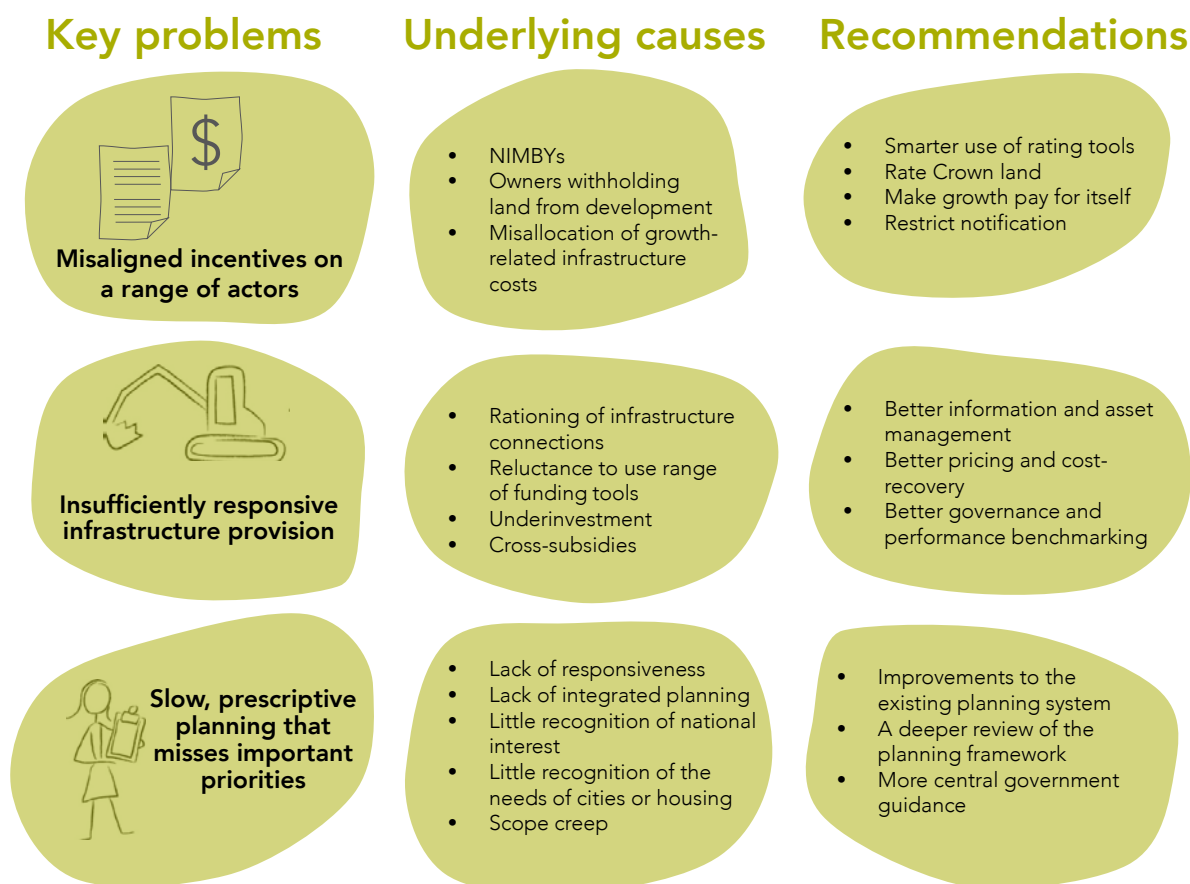 Key problems
Underlying causes
Recommendations
$
Misaligned incentives on
a range of actors
• NIMBYs
• Owners withholding
land from development
• Misallocation of growth-
related infrastructure
costs
• Smarter use of rating tools
• Rate Crown land
• Make growth pay for itself
• Restrict notification
Insufficiently responsive
infrastructure provision
• Rationing of infrastructure
connections
• Reluctance to use range
of funding tools
• Underinvestment
• Cross-subsidies
• Better information and asset
management
• Better pricing and cost-
recovery
• Better governance and
performance benchmarking
Slow, prescriptive
planning that
misses important
priorities
• Lack of responsiveness
• Lack of integrated planning
• Little recognition of national
interest
• Little recognition of the
needs of cities or housing
• Scope creep
• Improvements to the
existing planning system
• A deeper review of the
planning framework
• More central government
guidance